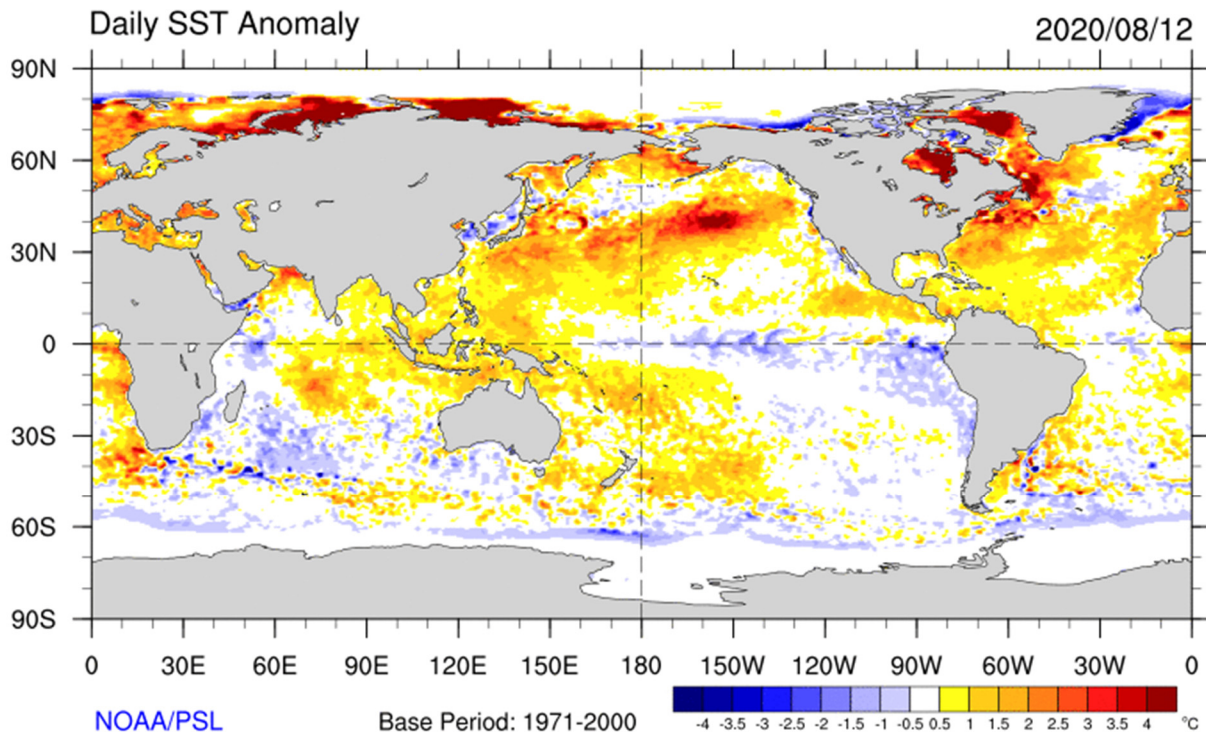 Daily SST Anomaly
2020/08/12
90N
60N
30N
0
30S
60S
90S
0 30E 60E 90E 120E 150E 180 150W 120W 90W 60W 30W 0
NOAA/PSL
Base Period: 1971-2000
-4 -3.5 -3 -2.5 -2 -1.5 -1 -0.5 0.5 1 1.5 2 2.5 3 3.5 4 °C